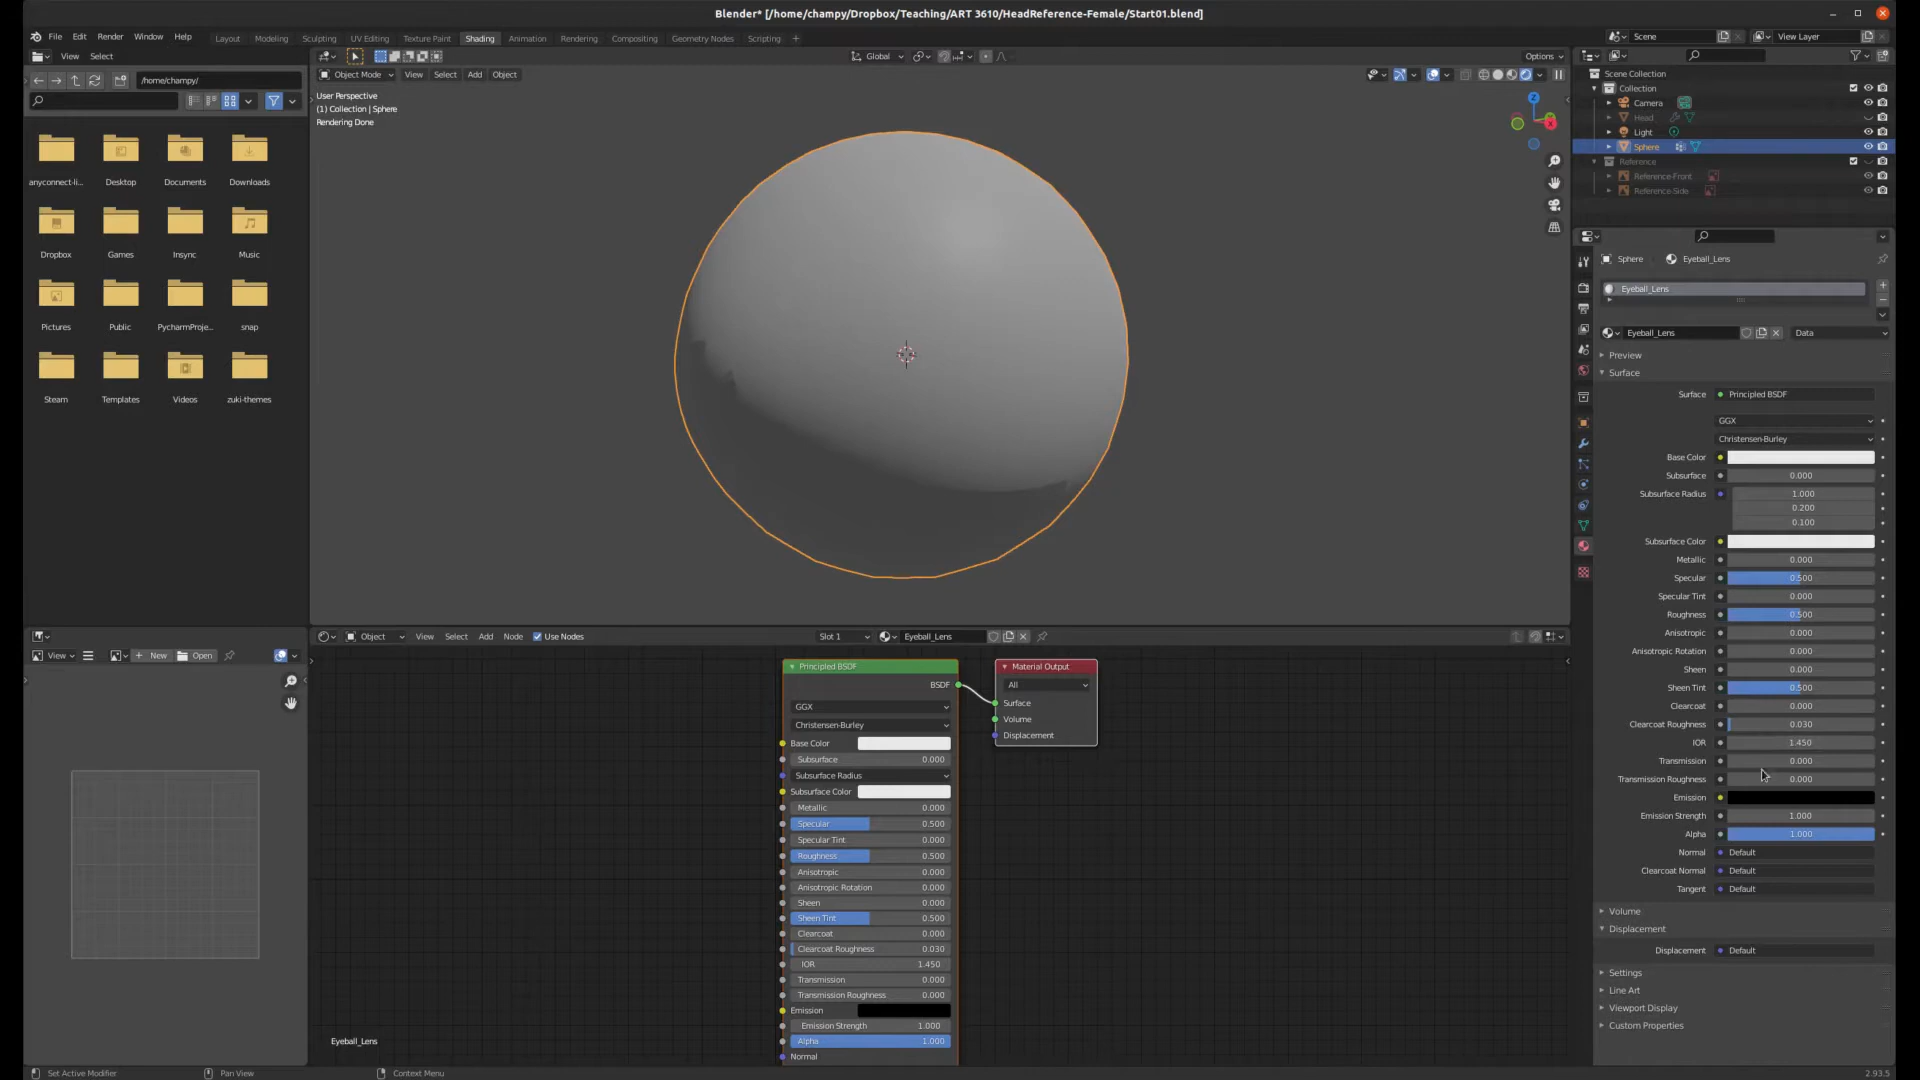 Blender* [/home/champy/Dropbox/Teaching/ART 3610/HeadReference-Female/Start01.blend]
File Edit Render Window Help
Layout Modeling Sculpting UV Editing Texture Paint Shading Animation Rendering Compositing Geometry Nodes Scripting +
Scene
View Layer
View Select
/home/champy/
anyconnect-li...
Desktop
Documents
Downloads
Dropbox
Games
Insync
Music
Pictures
Public
PycharmProje...
snap
Steam
Templates
Videos
zuki-themes
Global
Options
Object Mode View Select Add Object
User Perspective
(1) Collection | Sphere
Rendering Done
Z
Scene Collection
Collection
Camera
Head
Light
Sphere
Reference
Reference-Front
Reference-Side
Sphere
Eyeball_Lens
Eyeball_Lens
Eyeball_Lens
Data
Preview
Surface
Surface Principled BSDF
GGX
Christensen-Burley
Base Color
Subsurface 0.000
Subsurface Radius 1.000
0.200
0.100
Subsurface Color
Metallic 0.000
Specular 0.500
Specular Tint 0.000
Roughness 0.500
Anisotropic 0.000
Anisotropic Rotation 0.000
Sheen 0.000
Sheen Tint 0.500
Clearcoat 0.000
Clearcoat Roughness 0.030
IOR 1.450
Transmission 0.000
Transmission Roughness 0.000
Emission
Emission Strength 1.000
Alpha 1.000
Normal Default
Clearcoat Normal Default
Tangent Default
Volume
Displacement
Displacement Default
Settings
Line Art
Viewport Display
Custom Properties
View
New
Open
Object View Select Add Node Use Nodes
Slot 1
Eyeball_Lens
Principled BSDF
BSDF
GGX
Christensen-Burley
Base Color
Subsurface 0.000
Subsurface Radius
Subsurface Color
Metallic 0.000
Specular 0.500
Specular Tint 0.000
Roughness 0.500
Anisotropic 0.000
Anisotropic Rotation 0.000
Sheen 0.000
Sheen Tint 0.500
Clearcoat 0.000
Clearcoat Roughness 0.030
IOR 1.450
Transmission 0.000
Transmission Roughness 0.000
Emission
Emission Strength 1.000
Alpha 1.000
Normal
Material Output
All
Surface
Volume
Displacement
Eyeball_Lens
Set Active Modifier
Pan View
Context Menu
2.93.5